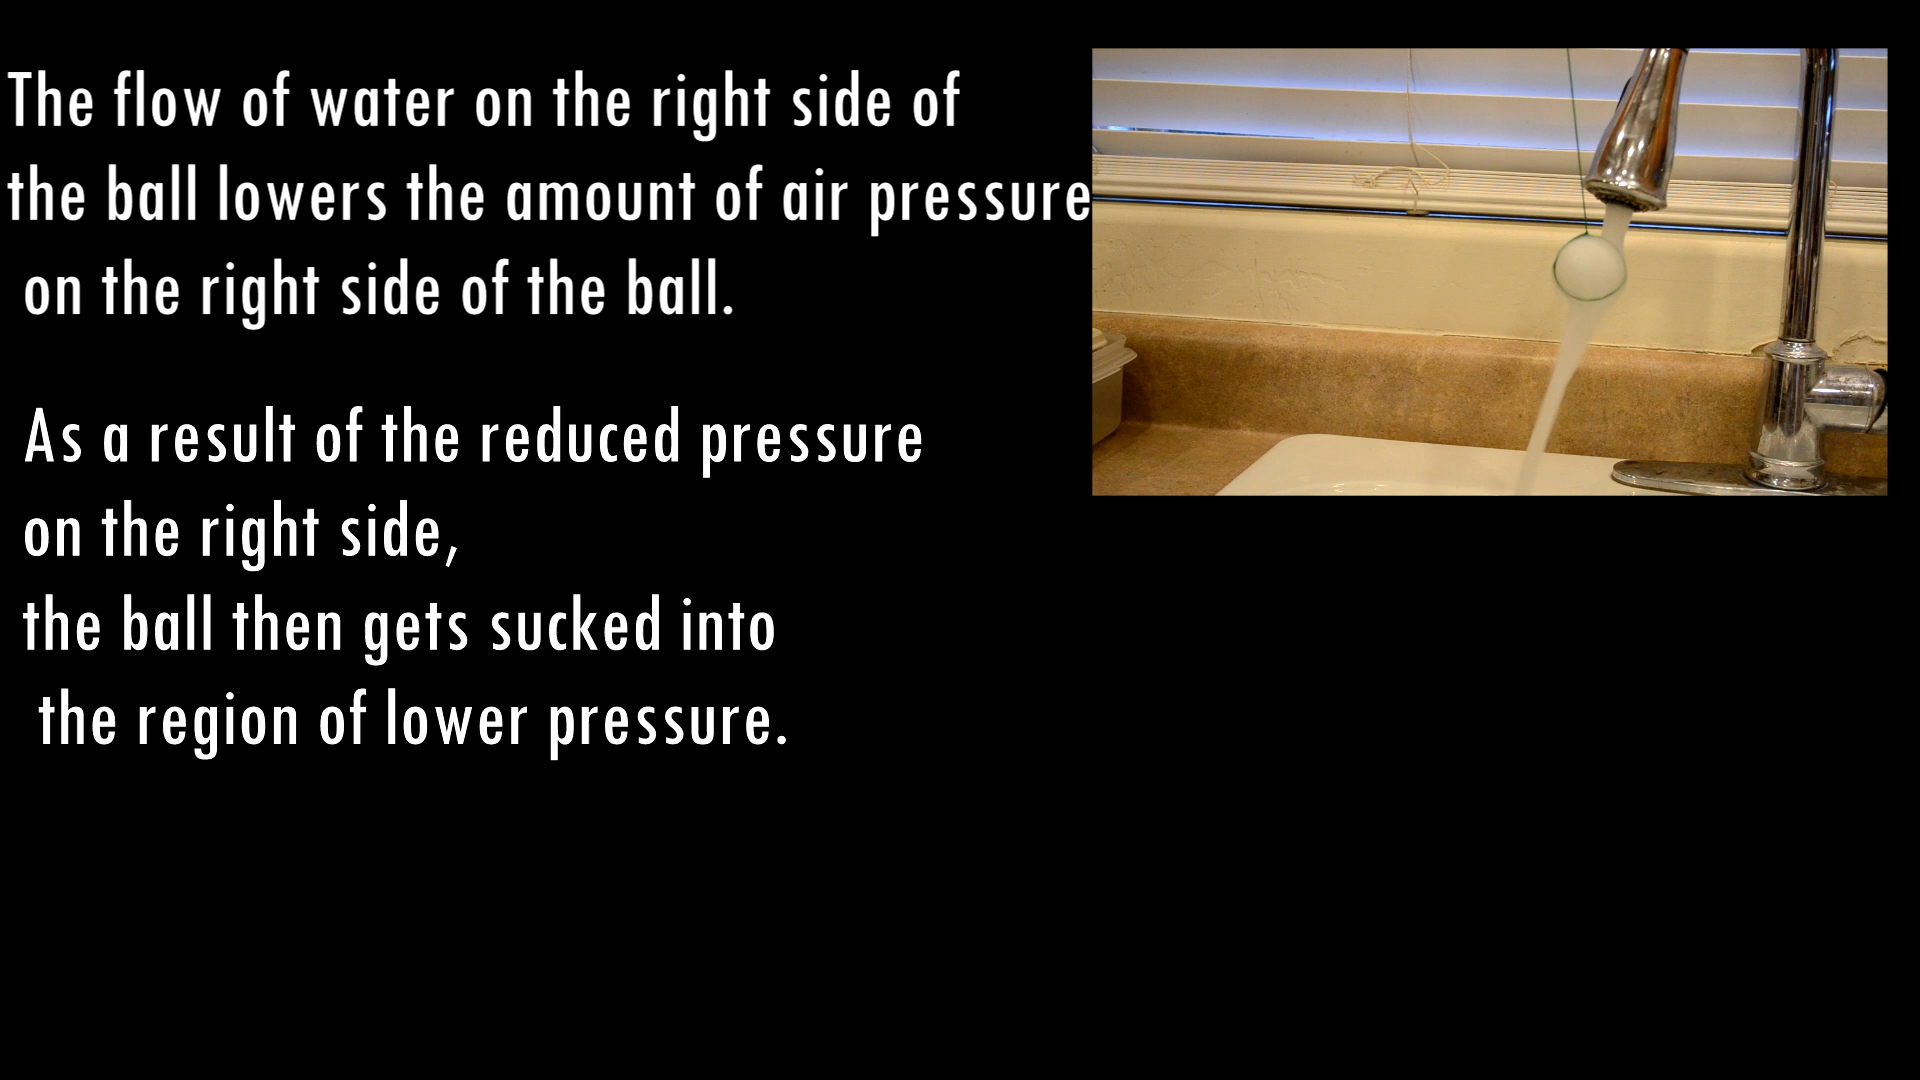 The flow of water on the right side of
the ball lowers the amount of air pressure
on the right side of the ball.
As a result of the reduced pressure
on the right side,
the ball then gets sucked into
the region of lower pressure.